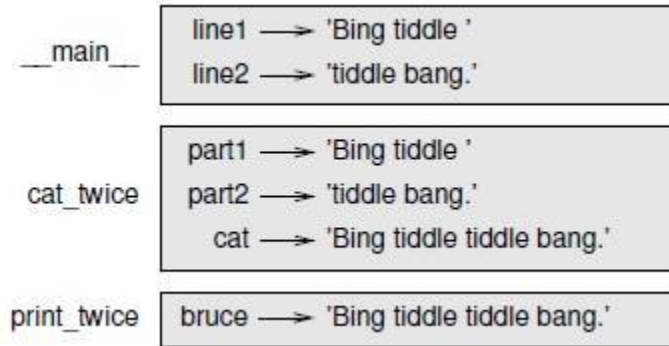 __main__
line1 → 'Bing tiddle '
line2 → 'tiddle bang.'
cat_twice
part1 → 'Bing tiddle '
part2 → 'tiddle bang.'
cat → 'Bing tiddle tiddle bang.'
print_twice
bruce → 'Bing tiddle tiddle bang.'